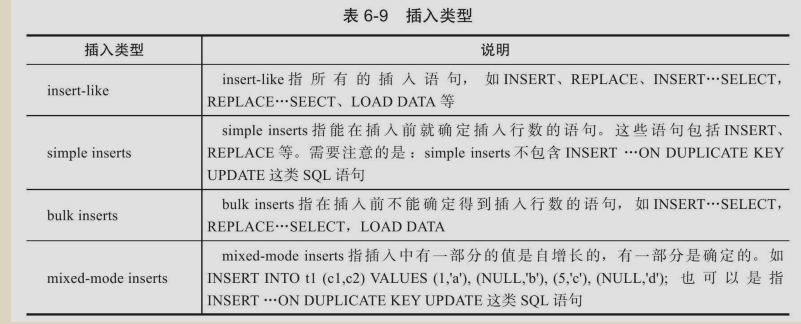 表 6-9 插入类型
插入类型 说明
insert-like insert-like 指所有的插入语句，如 INSERT、REPLACE、INSERT…SELECT，
REPLACE…SEECT、LOAD DATA 等
simple inserts simple inserts 指能在插入前就确定插入行数的语句。这些语句包括 INSERT、
REPLACE 等。需要注意的是：simple inserts 不包含 INSERT …ON DUPLICATE KEY
UPDATE 这类 SQL 语句
bulk inserts bulk inserts 指在插入前不能确定得到插入行数的语句，如 INSERT…SELECT，
REPLACE…SELECT，LOAD DATA
mixed-mode inserts mixed-mode inserts 指插入中有一部分的值是自增长的，有一部分是确定的。如
INSERT INTO t1 (c1,c2) VALUES (1,'a'), (NULL,'b'), (5,'c'), (NULL,'d'); 也可以是指
INSERT …ON DUPLICATE KEY UPDATE 这类 SQL 语句